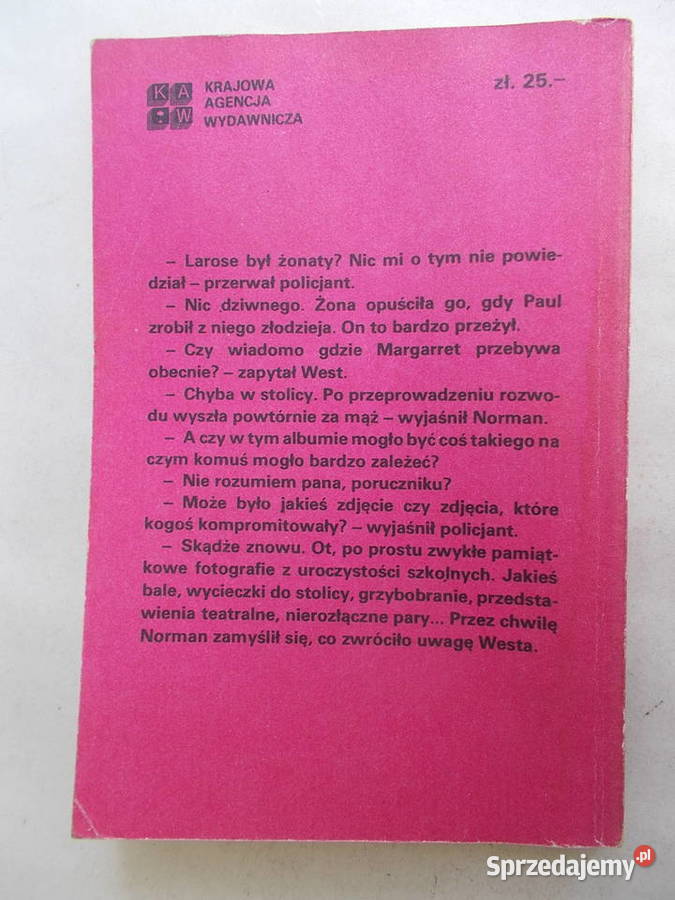 KA
W
KRAJOWA
AGENCJA
WYDAWNICZA
zł. 25.–
– Larose był żonaty? Nic mi o tym nie powie-
dział – przerwał policjant.
– Nic dziwnego. Żona opuściła go, gdy Paul
zrobił z niego złodzieja. On to bardzo przeżył.
– Czy wiadomo gdzie Margarret przebywa
obecnie? – zapytał West.
– Chyba w stolicy. Po przeprowadzeniu rozwo-
du wyszła powtórnie za mąż – wyjaśnił Norman.
– A czy w tym albumie mogło być coś takiego na
czym komuś mogło bardzo zależeć?
– Nie rozumiem pana, poruczniku?
– Może było jakieś zdjęcie czy zdjęcia, które
kogoś kompromitowały? – wyjaśnił policjant.
– Skądże znowu. Ot, po prostu zwykłe pamiąt-
kowe fotografie z uroczystości szkolnych. Jakieś
bale, wycieczki do stolicy, grzybobranie, przedsta-
wienia teatralne, nierozłączne pary... Przez chwilę
Norman zamyślił się, co zwróciło uwagę Westa.
Sprzedajemy.pl